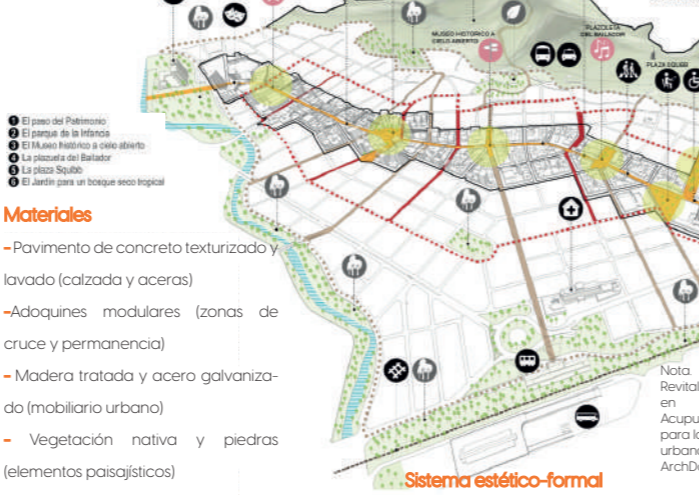 MUSEO HISTÓRICO A
CIELO ABIERTO
PLAZOLETA
DEL BAILADOR
PLAZA SQUIBB
1 El paso del Patrimonio
2 El parque de la Infancia
3 El Museo histórico a cielo abierto
4 La plazuela del Bailador
5 La plaza Squibb
6 El Jardín para un bosque seco tropical
Materiales
-Pavimento de concreto texturizado y
lavado (calzada y aceras)
-Adoquines modulares (zonas de
cruce y permanencia)
- Madera tratada y acero galvaniza-
do (mobiliario urbano)
- Vegetación nativa y piedras
(elementos paisajísticos)
Nota.
Revital
en
Acupu
para la
urbano
ArchDa
Sistema estético-formal